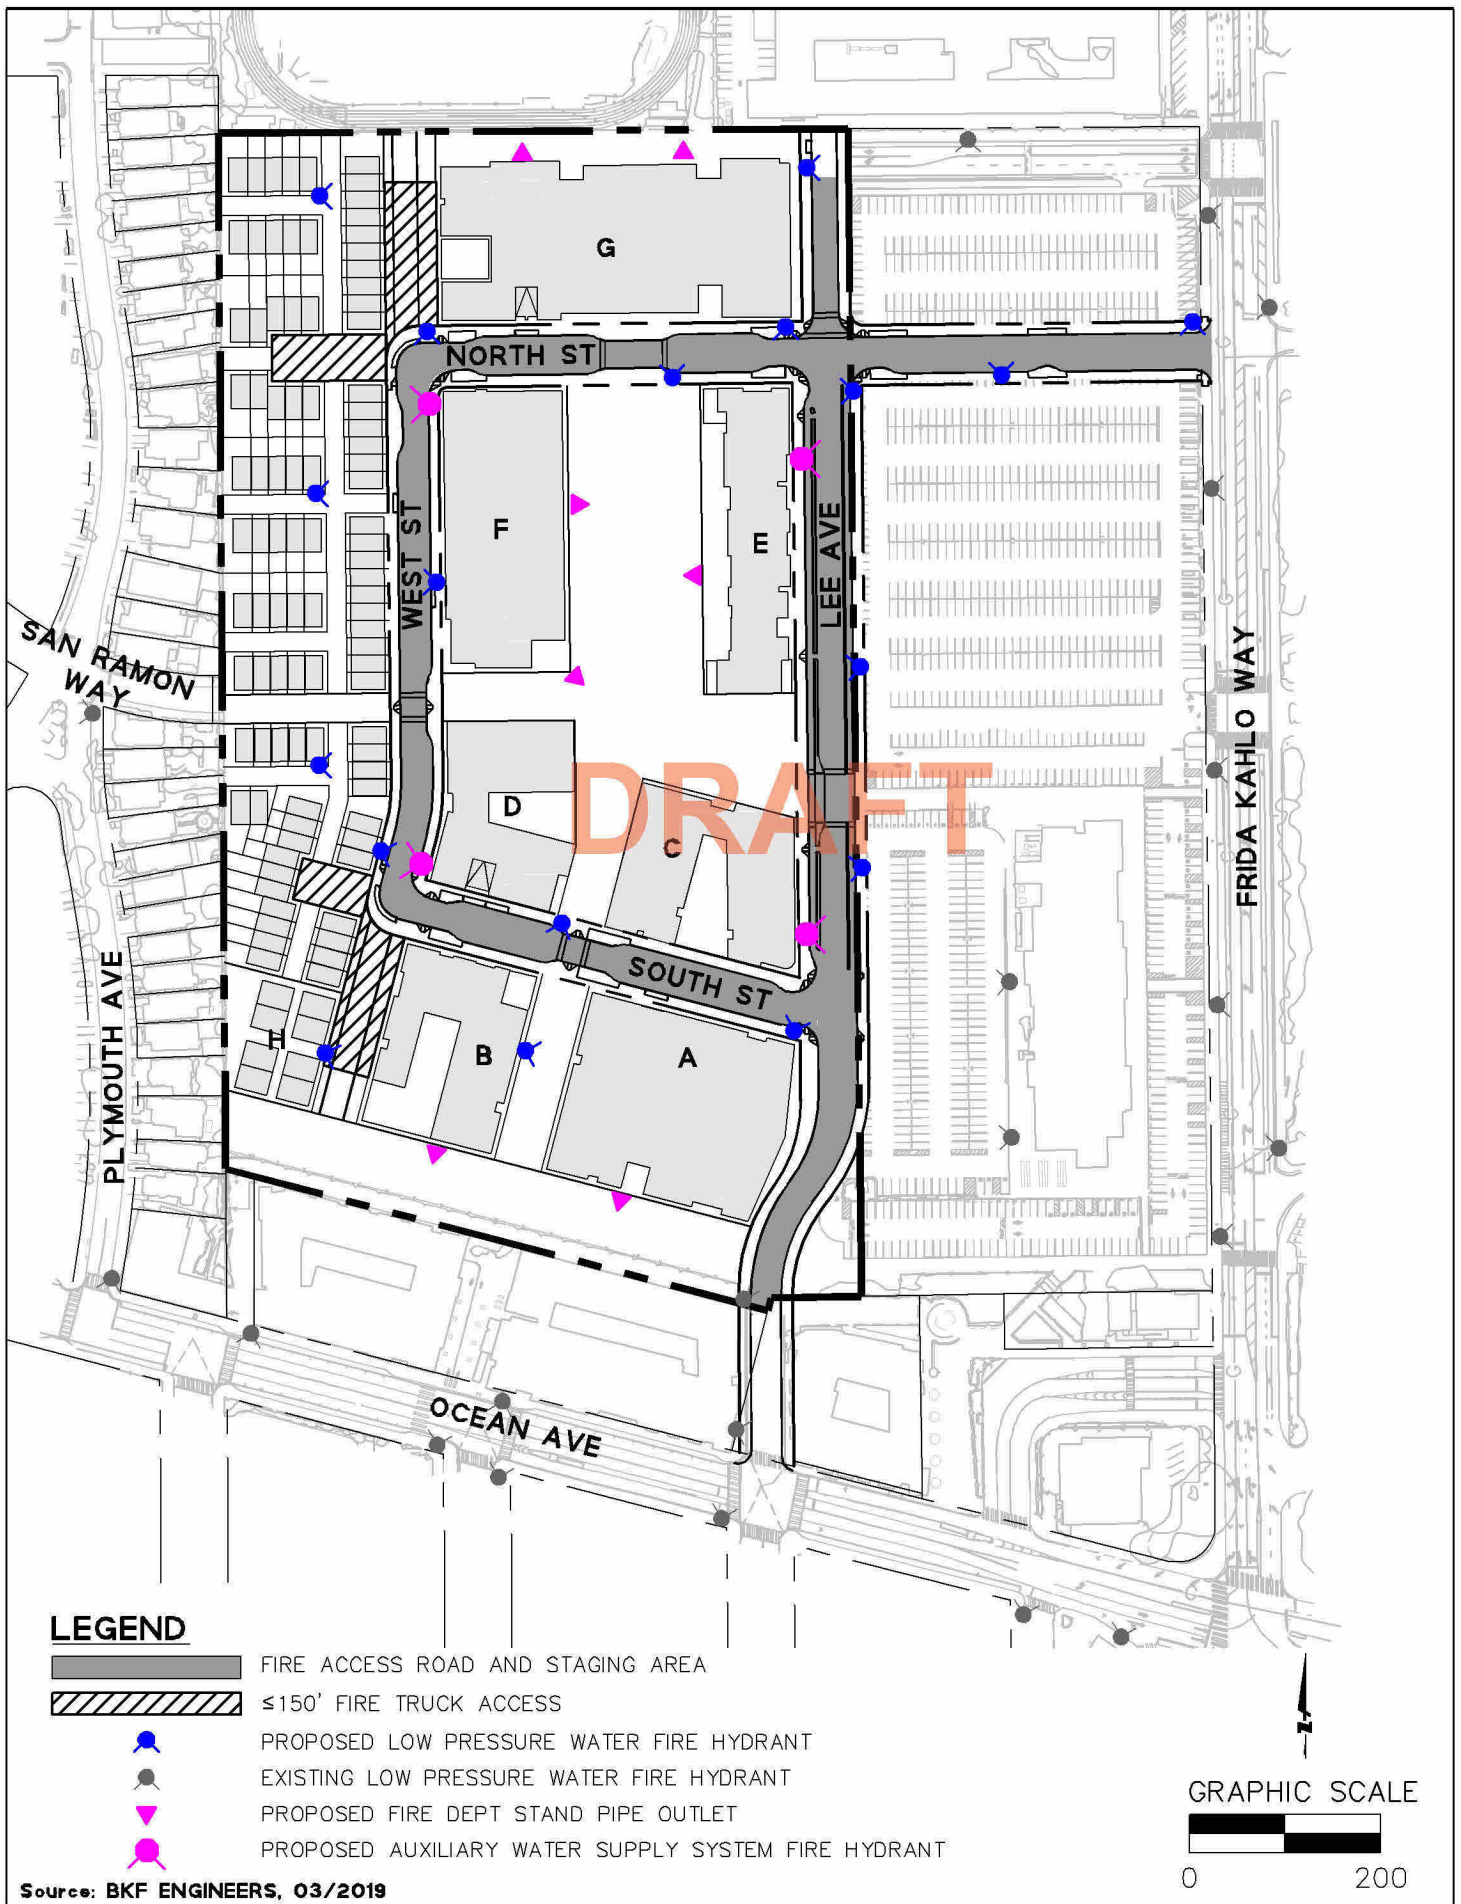 G
NORTH ST
WEST ST
F
E
LEE AVE
SAN RAMON
WAY
FRIDA KAHLO WAY
D
DRAFT
C
SOUTH ST
PLYMOUTH AVE
H
B
A
OCEAN AVE
LEGEND
FIRE ACCESS ROAD AND STAGING AREA
≤150' FIRE TRUCK ACCESS
PROPOSED LOW PRESSURE WATER FIRE HYDRANT
EXISTING LOW PRESSURE WATER FIRE HYDRANT
PROPOSED FIRE DEPT STAND PIPE OUTLET
PROPOSED AUXILIARY WATER SUPPLY SYSTEM FIRE HYDRANT
Source: BKF ENGINEERS, 03/2019
GRAPHIC SCALE
0 200